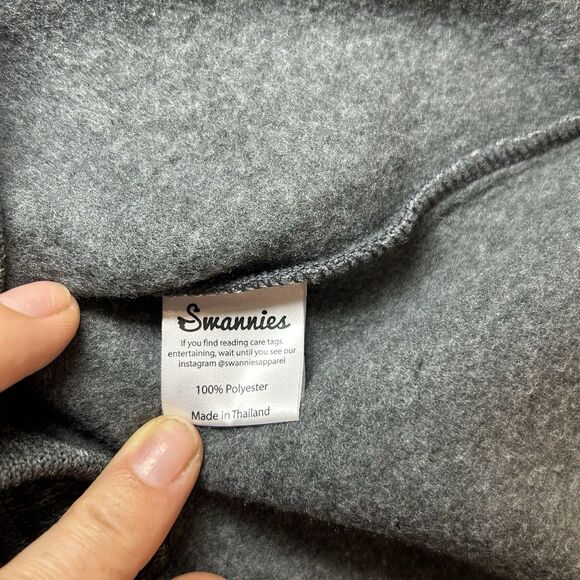 Swannies
If you find reading care tags
entertaining, wait until you see our
instagram @swanniesapparel
100% Polyester
Made in Thailand